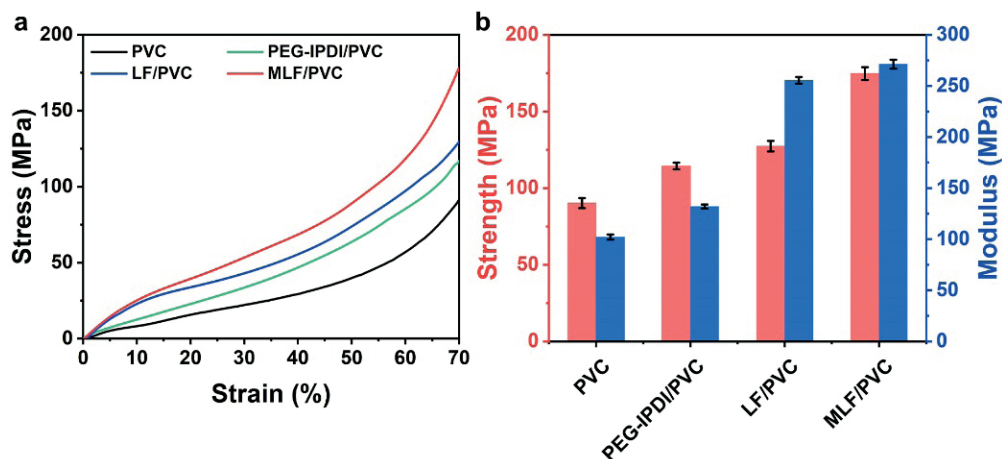 a
200
150
100
50
0
Stress (MPa)
PVC
PEG-IPDI/PVC
LF/PVC
MLF/PVC
0 10 20 30 40 50 60 70
Strain (%)
b
200
150
100
50
0
Strength (MPa)
300
250
200
150
100
50
0
Modulus (MPa)
PVC
PEG-IPDI/PVC
LF/PVC
MLF/PVC